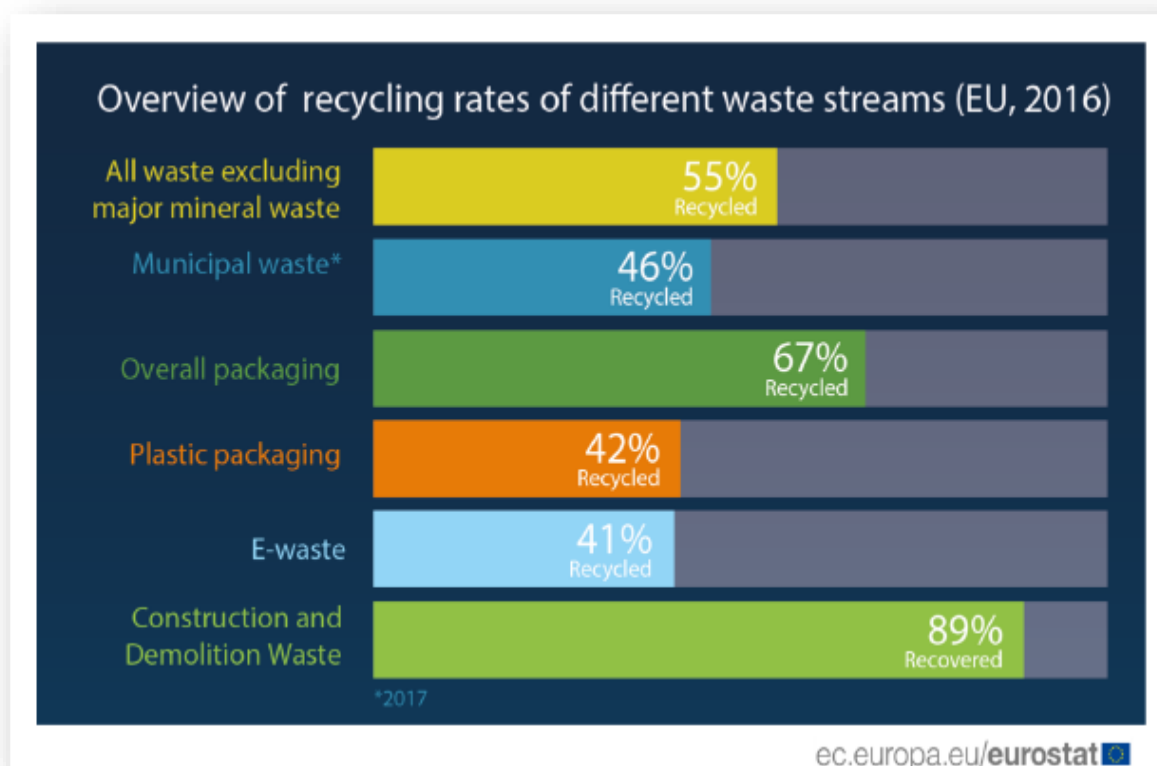 Overview of recycling rates of different waste streams (EU, 2016)
All waste excluding
major mineral waste
55%
Recycled
Municipal waste*
46%
Recycled
Overall packaging
67%
Recycled
Plastic packaging
42%
Recycled
E-waste
41%
Recycled
Construction and
Demolition Waste
89%
Recovered
*2017
ec.europa.eu/eurostat